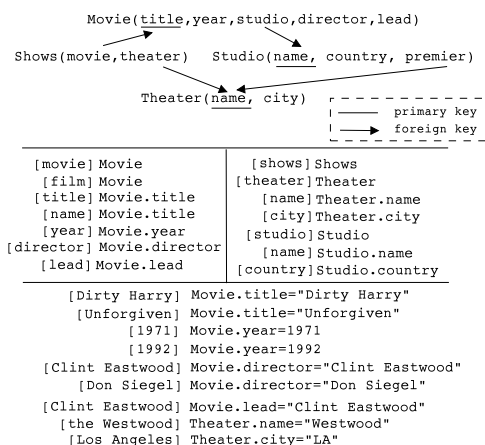 Movie(title,year,studio,director,lead)
Shows(movie,theater) Studio(name, country, premier)
Theater(name, city)
primary key
foreign key
[movie] Movie
[film] Movie
[title] Movie.title
[name] Movie.title
[year] Movie.year
[director] Movie.director
[lead] Movie.lead
[shows] Shows
[theater] Theater
[name] Theater.name
[city] Theater.city
[studio] Studio
[name] Studio.name
[country] Studio.country
[Dirty Harry] Movie.title="Dirty Harry"
[Unforgiven] Movie.title="Unforgiven"
[1971] Movie.year=1971
[1992] Movie.year=1992
[Clint Eastwood] Movie.director="Clint Eastwood"
[Don Siegel] Movie.director="Don Siegel"
[Clint Eastwood] Movie.lead="Clint Eastwood"
[the Westwood] Theater.name="Westwood"
[Los Angeles] Theater.city="LA"